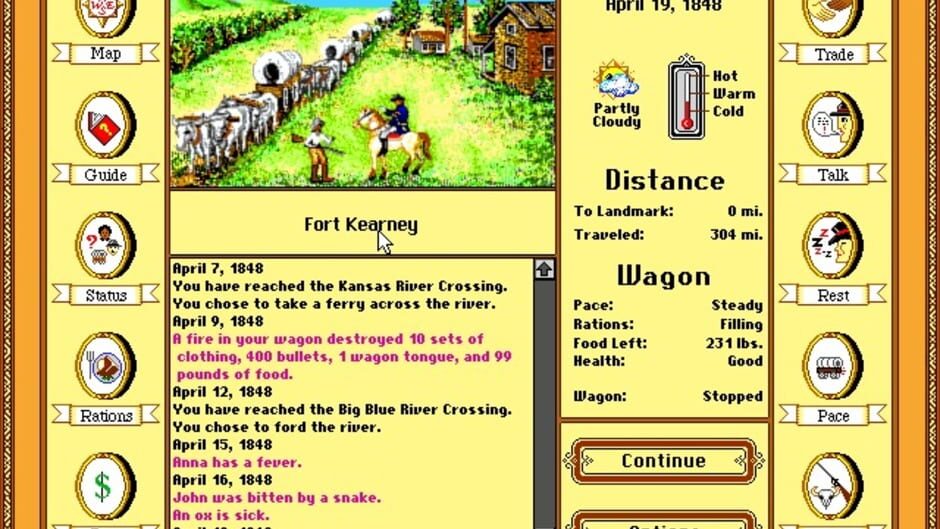 W E
S
Map
Guide
Status
Rations
$
Fort Kearney
April 7, 1848
You have reached the Kansas River Crossing.
You chose to take a ferry across the river.
April 9, 1848
A fire in your wagon destroyed 10 sets of
clothing, 400 bullets, 1 wagon tongue, and 99
pounds of food.
April 12, 1848
You have reached the Big Blue River Crossing.
You chose to ford the river.
April 15, 1848
Anna has a fever.
April 16, 1848
John was bitten by a snake.
An ox is sick.
April 19, 1848
Partly
Cloudy
Hot
Warm
Cold
Distance
To Landmark: 0 mi.
Traveled: 304 mi.
Wagon
Pace: Steady
Rations: Filling
Food Left: 231 lbs.
Health: Good
Wagon: Stopped
Continue
Options
Trade
Talk
Z Z Z-Z
Rest
Pace